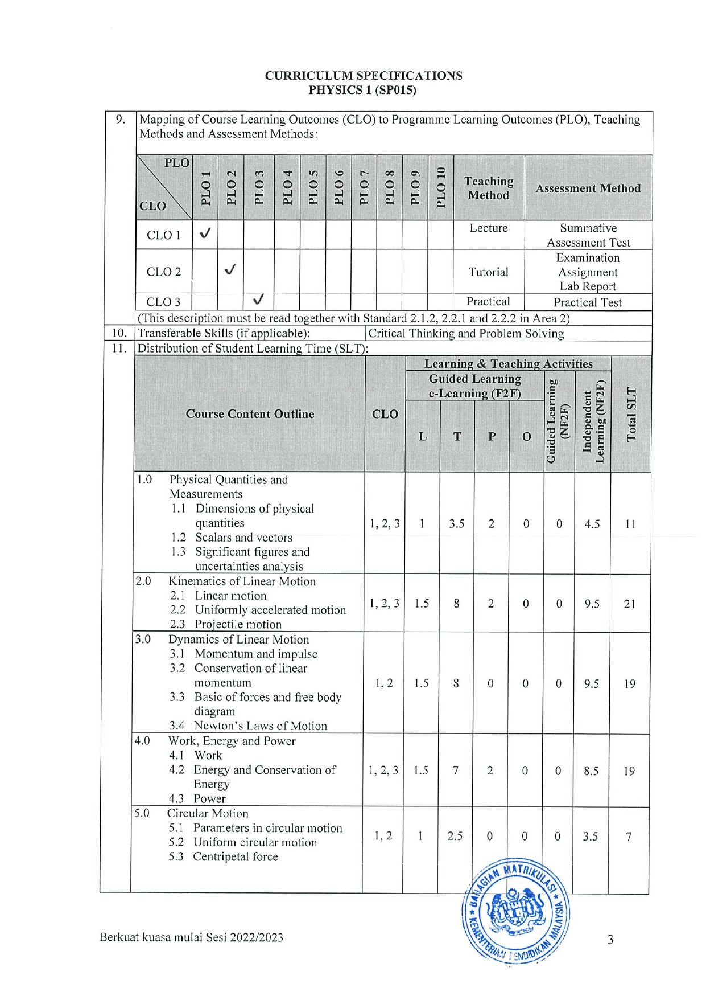 CURRICULUM SPECIFICATIONS
PHYSICS 1 (SP015)
9. Mapping of Course Learning Outcomes (CLO) to Programme Learning Outcomes (PLO), Teaching
Methods and Assessment Methods:
PLO
CLO
PLO 1
PLO 2
PLO 3
PLO 4
PLO 5
PLO 6
PLO 7
PLO 8
PLO 9
PLO 10
Teaching
Method
Assessment Method
CLO 1 ✓ Lecture Summative
Assessment Test
CLO 2 ✓ Tutorial Examination
Assignment
Lab Report
CLO 3 ✓ Practical Practical Test
(This description must be read together with Standard 2.1.2, 2.2.1 and 2.2.2 in Area 2)
10. Transferable Skills (if applicable): Critical Thinking and Problem Solving
11. Distribution of Student Learning Time (SLT):
Course Content Outline
CLO
Learning & Teaching Activities
Guided Learning
e-Learning (F2F)
L T P O
Guided Learning
(NF2F)
Independent
Learning (NF2F)
Total SLT
1.0 Physical Quantities and
Measurements
1.1 Dimensions of physical
quantities 1, 2, 3 1 3.5 2 0 0 4.5 11
1.2 Scalars and vectors
1.3 Significant figures and
uncertainties analysis
2.0 Kinematics of Linear Motion
2.1 Linear motion 1, 2, 3 1.5 8 2 0 0 9.5 21
2.2 Uniformly accelerated motion
2.3 Projectile motion
3.0 Dynamics of Linear Motion
3.1 Momentum and impulse
3.2 Conservation of linear
momentum 1, 2 1.5 8 0 0 0 9.5 19
3.3 Basic of forces and free body
diagram
3.4 Newton's Laws of Motion
4.0 Work, Energy and Power
4.1 Work
4.2 Energy and Conservation of 1, 2, 3 1.5 7 2 0 0 8.5 19
Energy
4.3 Power
5.0 Circular Motion
5.1 Parameters in circular motion 1, 2 1 2.5 0 0 0 3.5 7
5.2 Uniform circular motion
5.3 Centripetal force
BAHAGIAN MATRIKULASI
KEMENTERIAN PENDIDIKAN MALAYSIA
Berkuat kuasa mulai Sesi 2022/2023
3